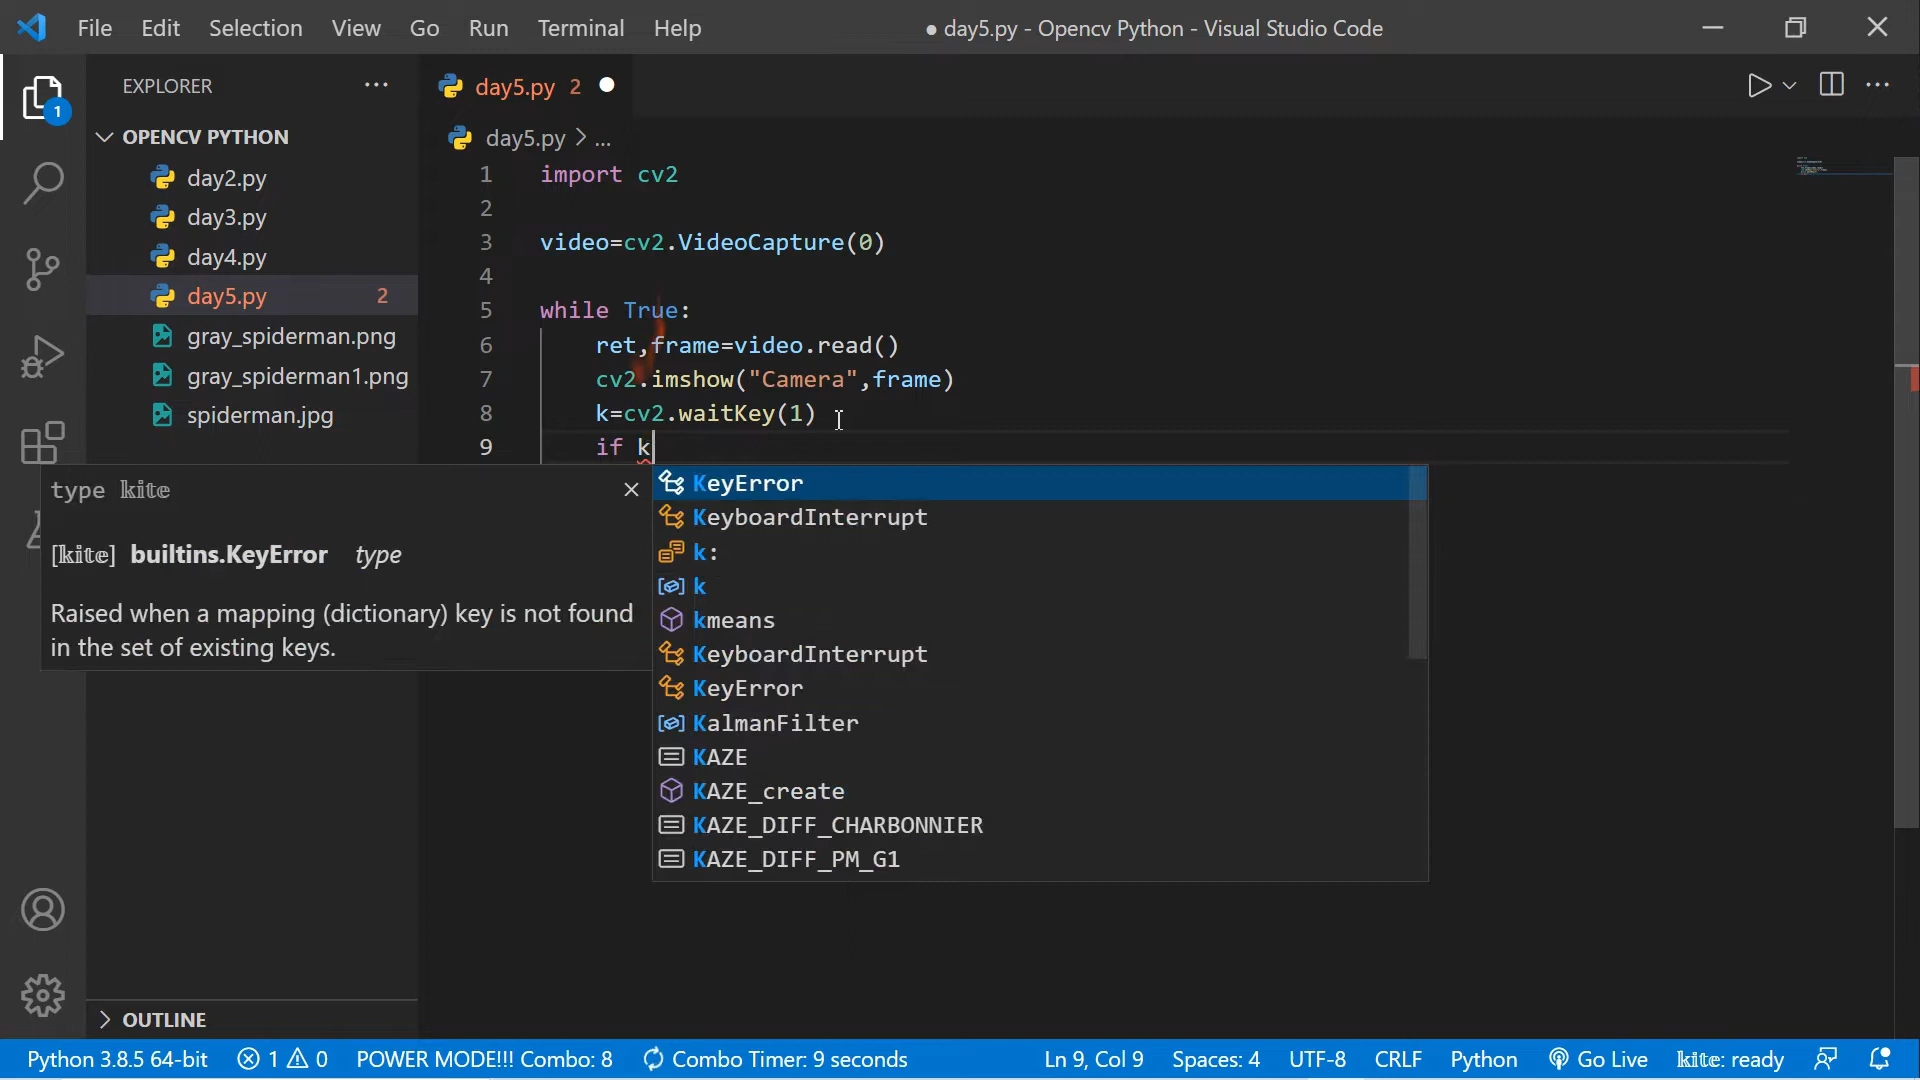 File Edit Selection View Go Run Terminal Help
● day5.py - Opencv Python - Visual Studio Code
EXPLORER
OPENCV PYTHON
day2.py
day3.py
day4.py
day5.py 2
gray_spiderman.png
gray_spiderman1.png
spiderman.jpg
OUTLINE
1
day5.py 2
day5.py > ...
1 import cv2
2
3 video=cv2.VideoCapture(0)
4
5 while True:
6 ret,frame=video.read()
7 cv2.imshow("Camera",frame)
8 k=cv2.waitKey(1)
9 if k
type kite
[kite] builtins.KeyError type
Raised when a mapping (dictionary) key is not found
in the set of existing keys.
KeyError
KeyboardInterrupt
k:
k
kmeans
KeyboardInterrupt
KeyError
KalmanFilter
KAZE
KAZE_create
KAZE_DIFF_CHARBONNIER
KAZE_DIFF_PM_G1
Python 3.8.5 64-bit 1 0 POWER MODE!!! Combo: 8 Combo Timer: 9 seconds Ln 9, Col 9 Spaces: 4 UTF-8 CRLF Python Go Live kite: ready